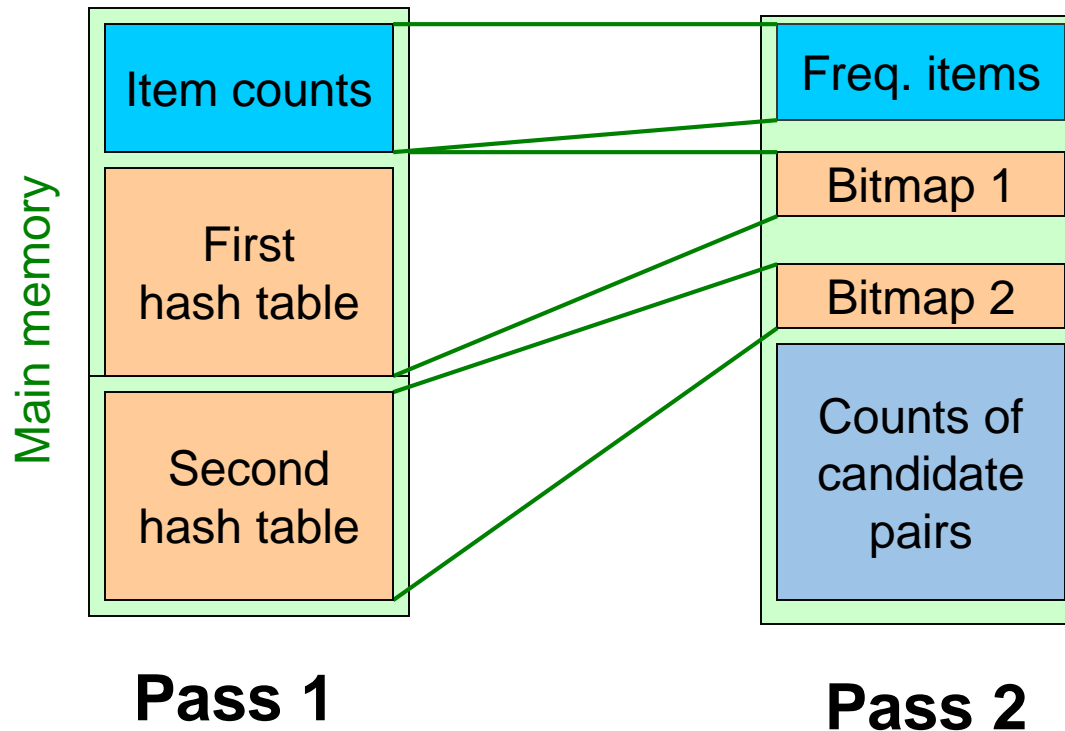 Main memory
Item counts
First
hash table
Second
hash table
Pass 1
Freq. items
Bitmap 1
Bitmap 2
Counts of
candidate
pairs
Pass 2